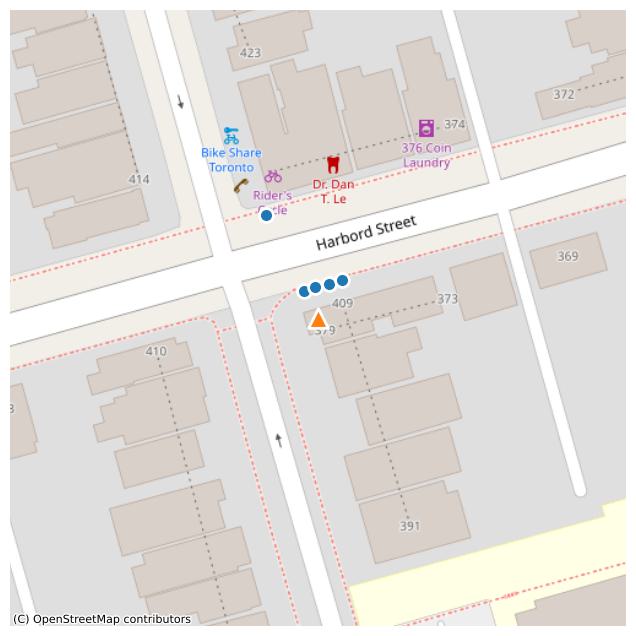 423
372
374
376 Coin
Laundry
Bike Share
Toronto
414
Dr. Dan
T. Le
Rider's
Cycle
Harbord Street
369
373
409
379
410
3
391
(C) OpenStreetMap contributors